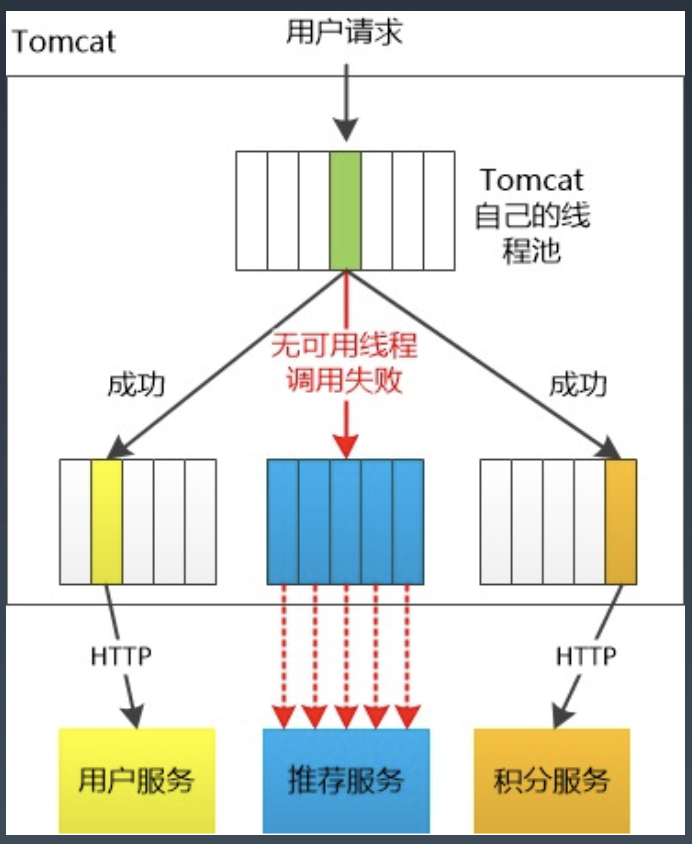 Tomcat
用户请求
Tomcat
自己的线
程池
无可用线程
调用失败
成功
成功
HTTP
HTTP
用户服务
推荐服务
积分服务